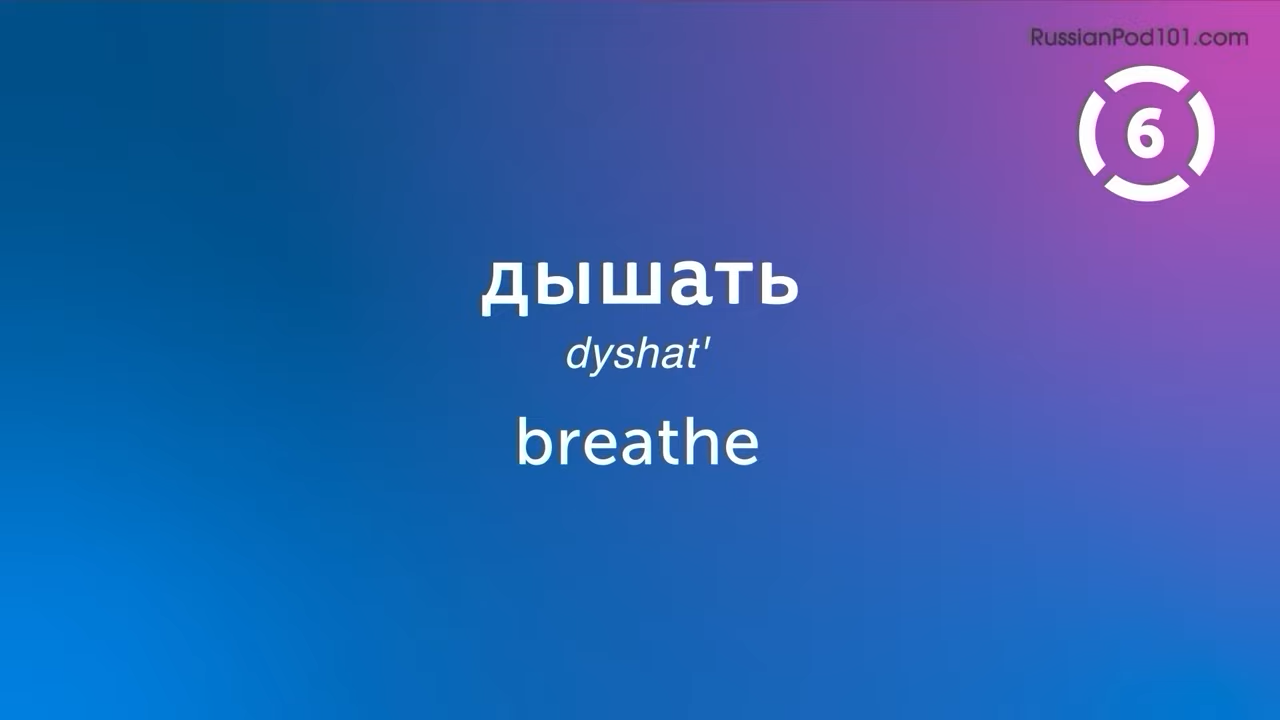 RussianPod101.com
6
дышать
dyshat'
breathe